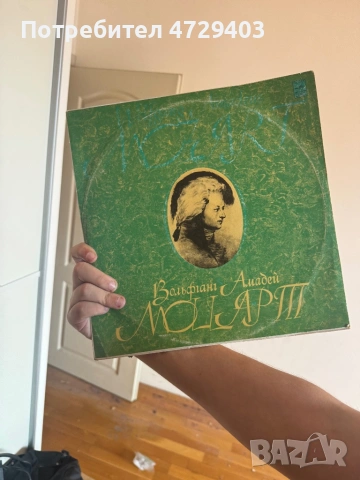 Потребител 4729403
Вольфганг Амадей
МОЦАРТ
BAZAR